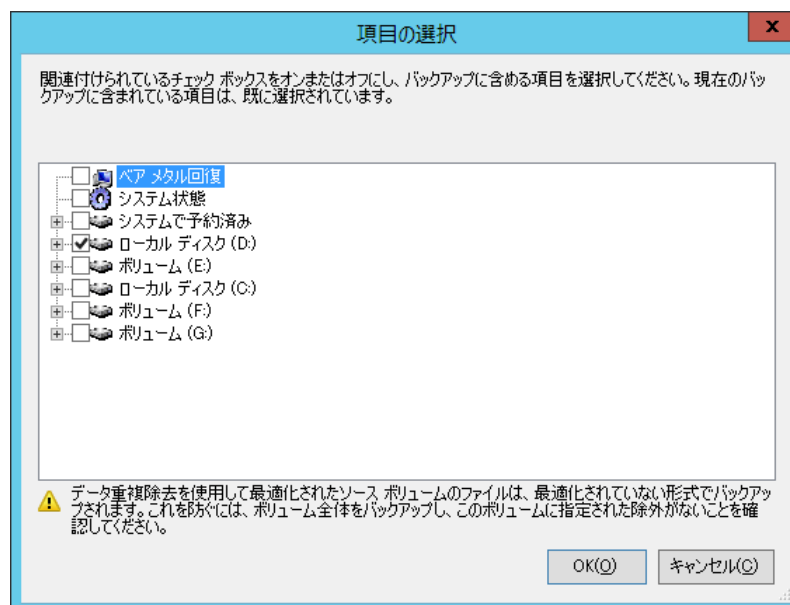 項目の選択
x
関連付けられているチェック ボックスをオンまたはオフにし、バックアップに含める項目を選択してください。現在のバッ
クアップに含まれている項目は、既に選択されています。
ベア メタル回復
システム状態
システムで予約済み
ローカル ディスク (D:)
ボリューム (E:)
ローカル ディスク (C:)
ボリューム (F:)
ボリューム (G:)
データ重複除去を使用して最適化されたソース ボリュームのファイルは、最適化されていない形式でバックアッ
プされます。これを防ぐには、ボリューム全体をバックアップし、このボリュームに指定された除外がないことを確
認してください。
OK(O)
キャンセル(C)